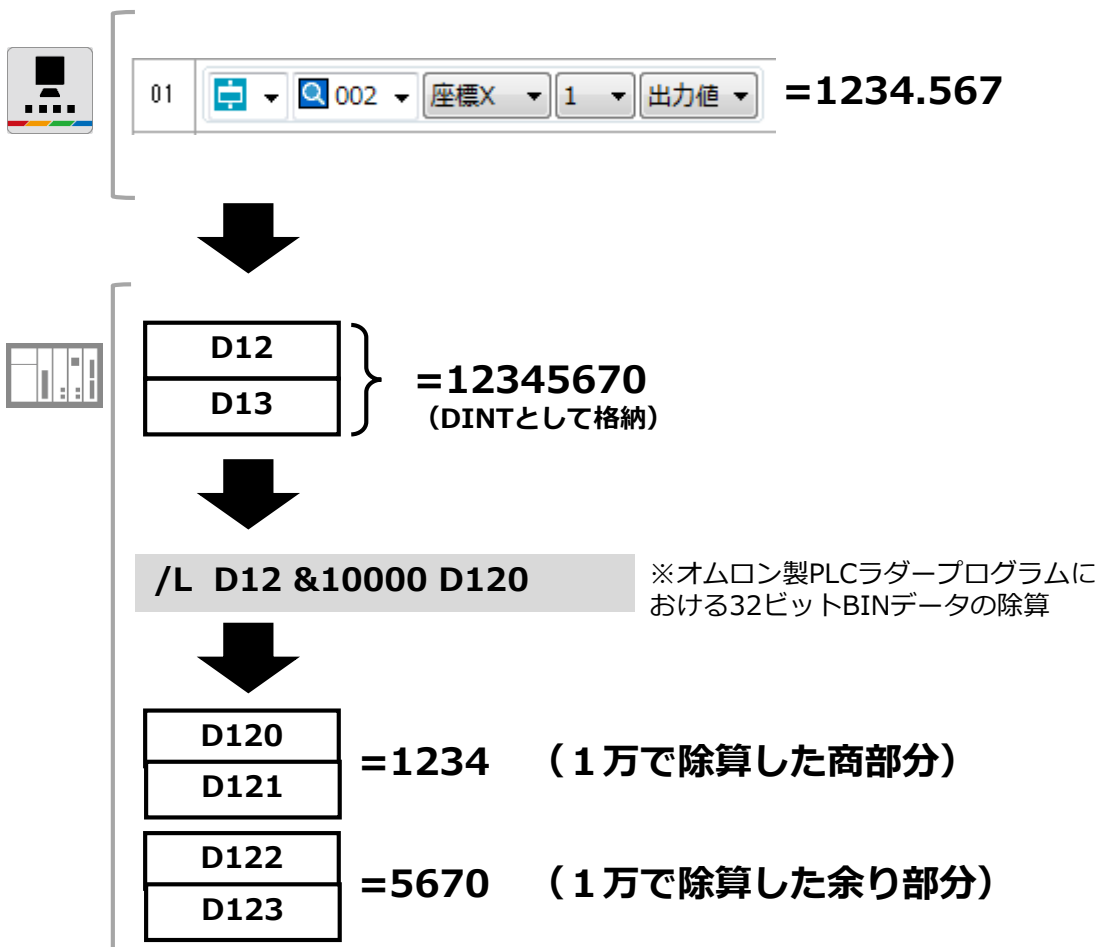 01 002 座標X 1 出力値 =1234.567
D12
D13
=12345670
（DINTとして格納）
/L D12 &10000 D120
※オムロン製PLCラダープログラムに
おける32ビットBINデータの除算
D120
D121
=1234 （１万で除算した商部分）
D122
D123
=5670 （１万で除算した余り部分）